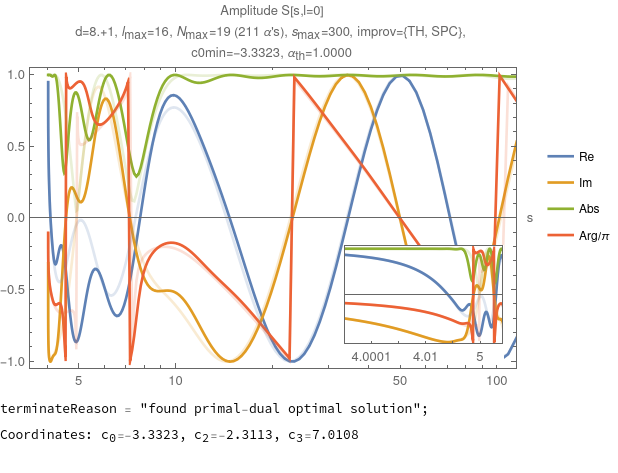 Amplitude S[s,l=0]
d=8.+1, lmax=16, Nmax=19 (211 α's), smax=300, improv={TH, SPC},
c0min=-3.3323, αth=1.0000
1.0
0.5
0.0
-0.5
-1.0
5
10
50
100
s
4.0001
4.01
5
Re
Im
Abs
Arg/π
terminateReason = "found primal-dual optimal solution";
Coordinates: c0=-3.3323, c2=-2.3113, c3=7.0108